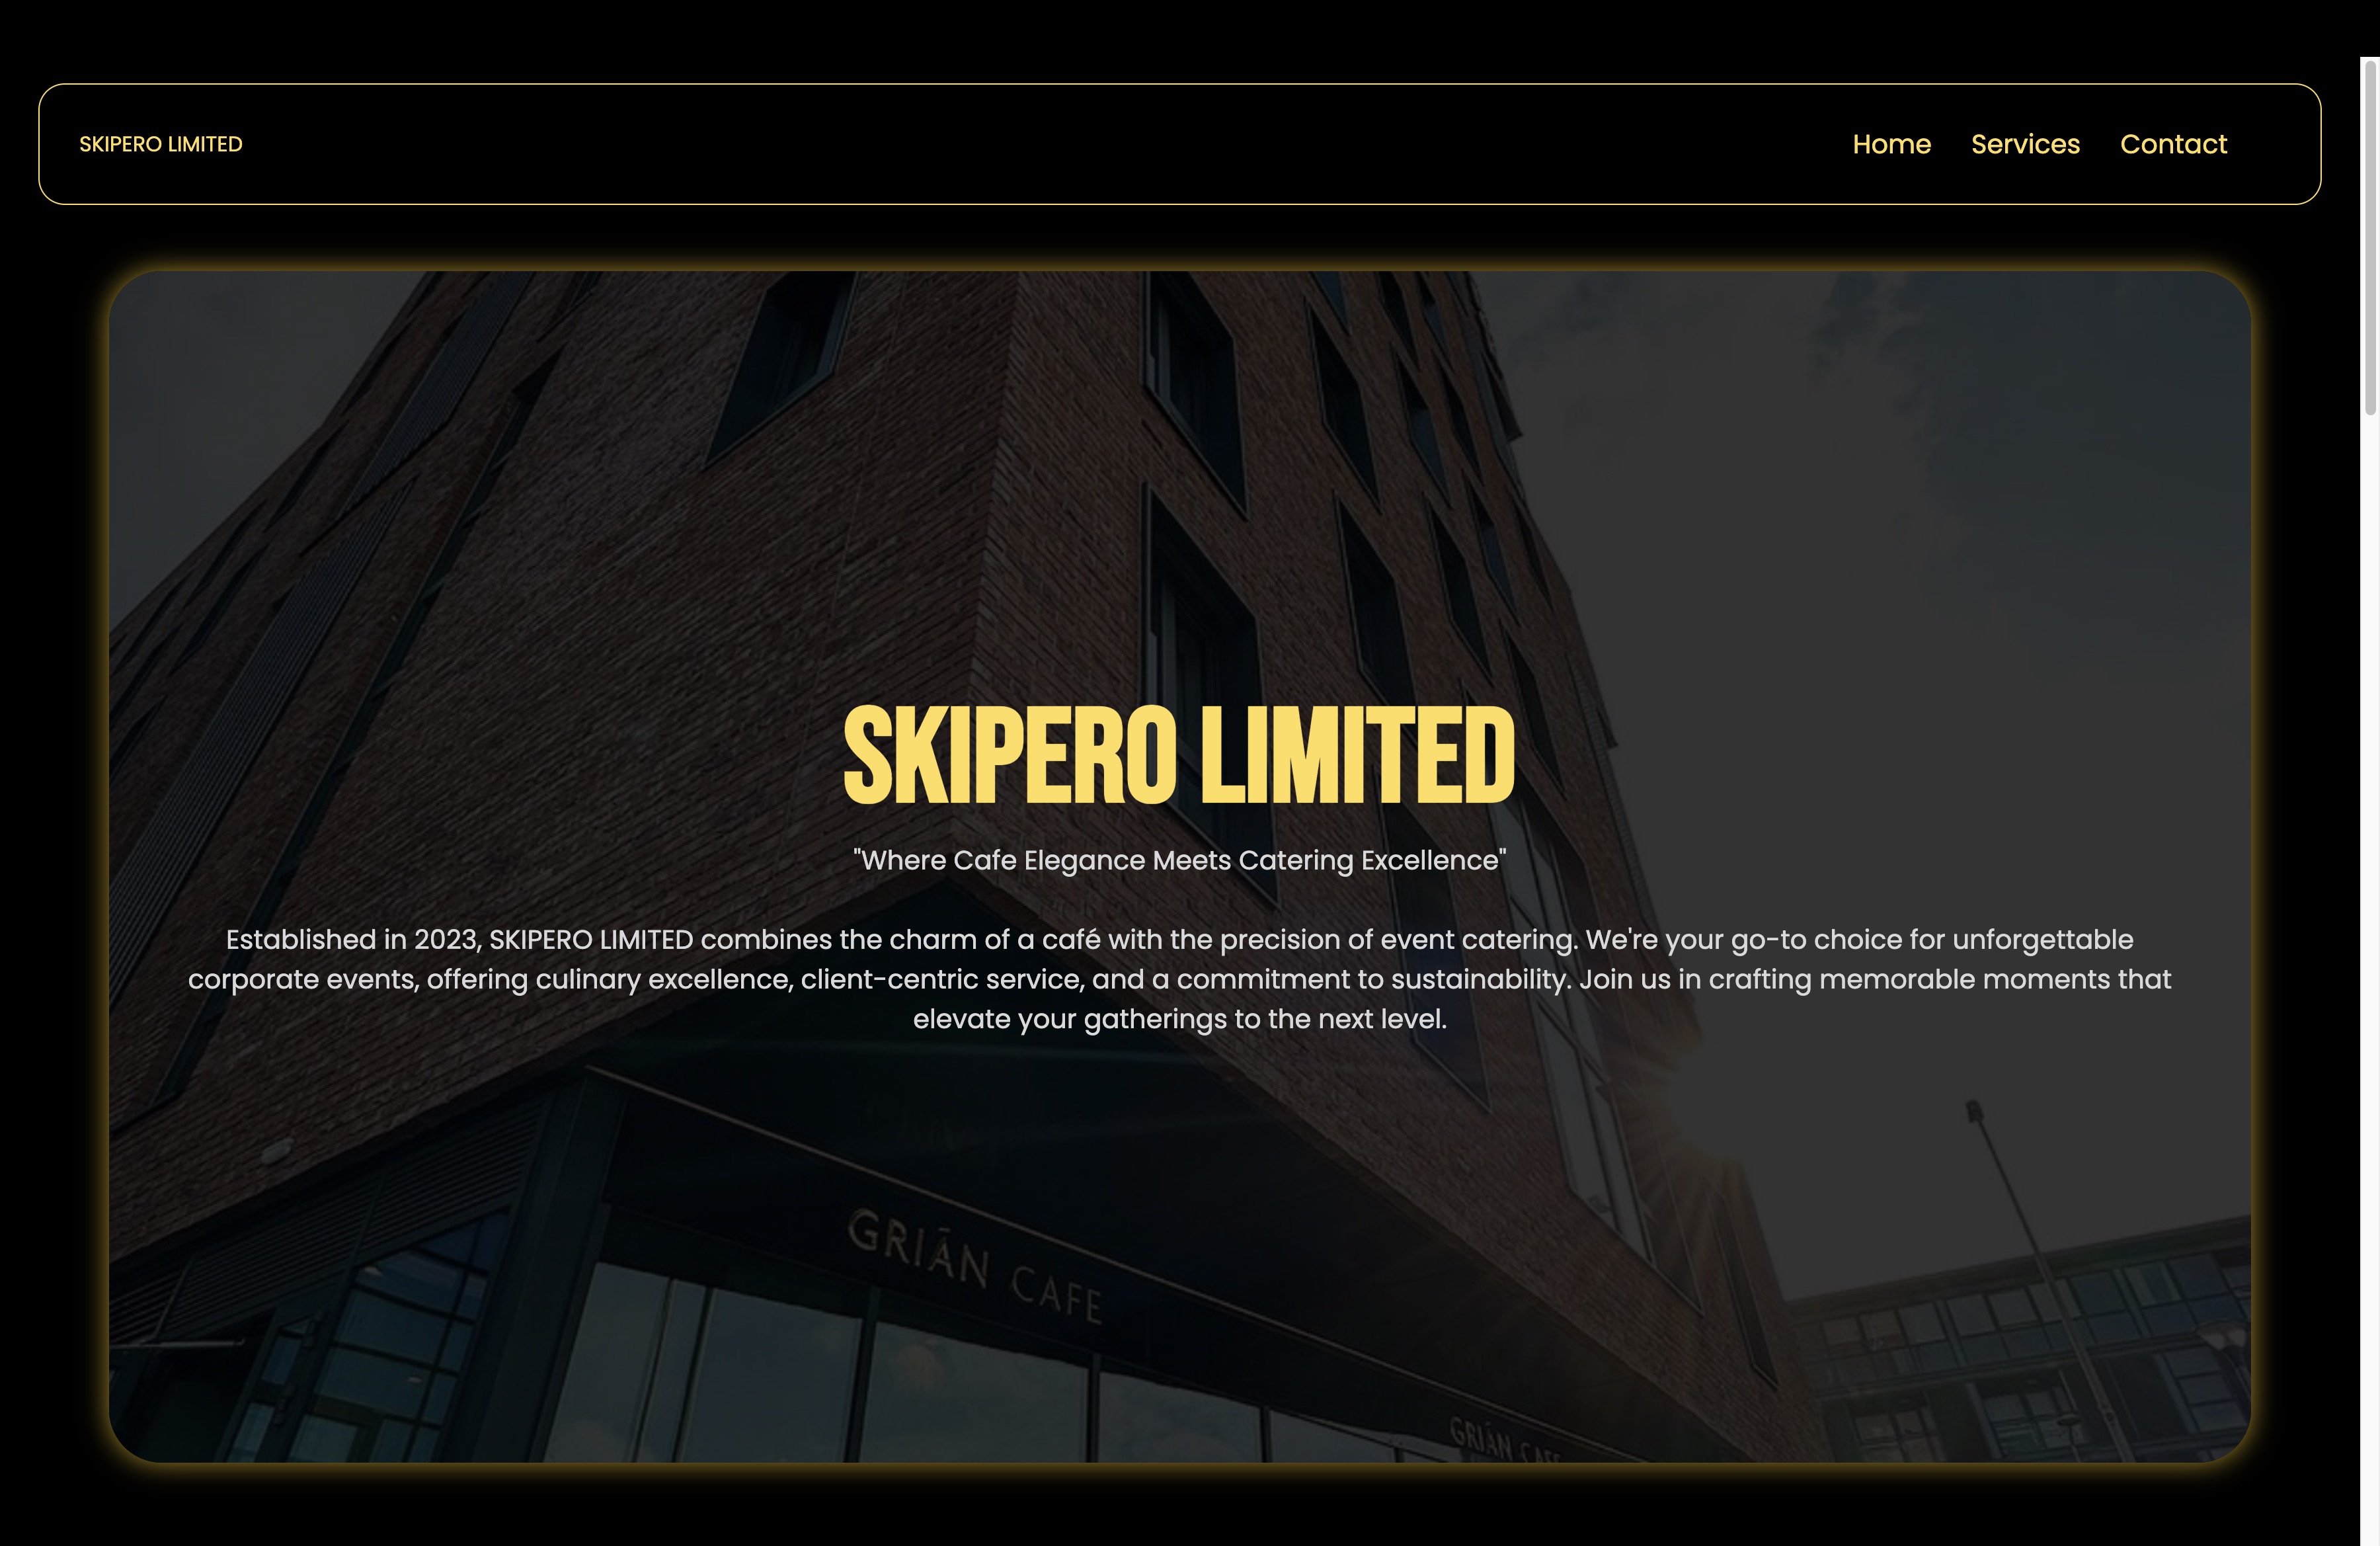 SKIPERO LIMITED
Home Services Contact
SKIPERO LIMITED
"Where Cafe Elegance Meets Catering Excellence"
Established in 2023, SKIPERO LIMITED combines the charm of a café with the precision of event catering. We're your go-to choice for unforgettable
corporate events, offering culinary excellence, client-centric service, and a commitment to sustainability. Join us in crafting memorable moments that
elevate your gatherings to the next level.
GRIÁN CAFE
GRIÁN CAFE